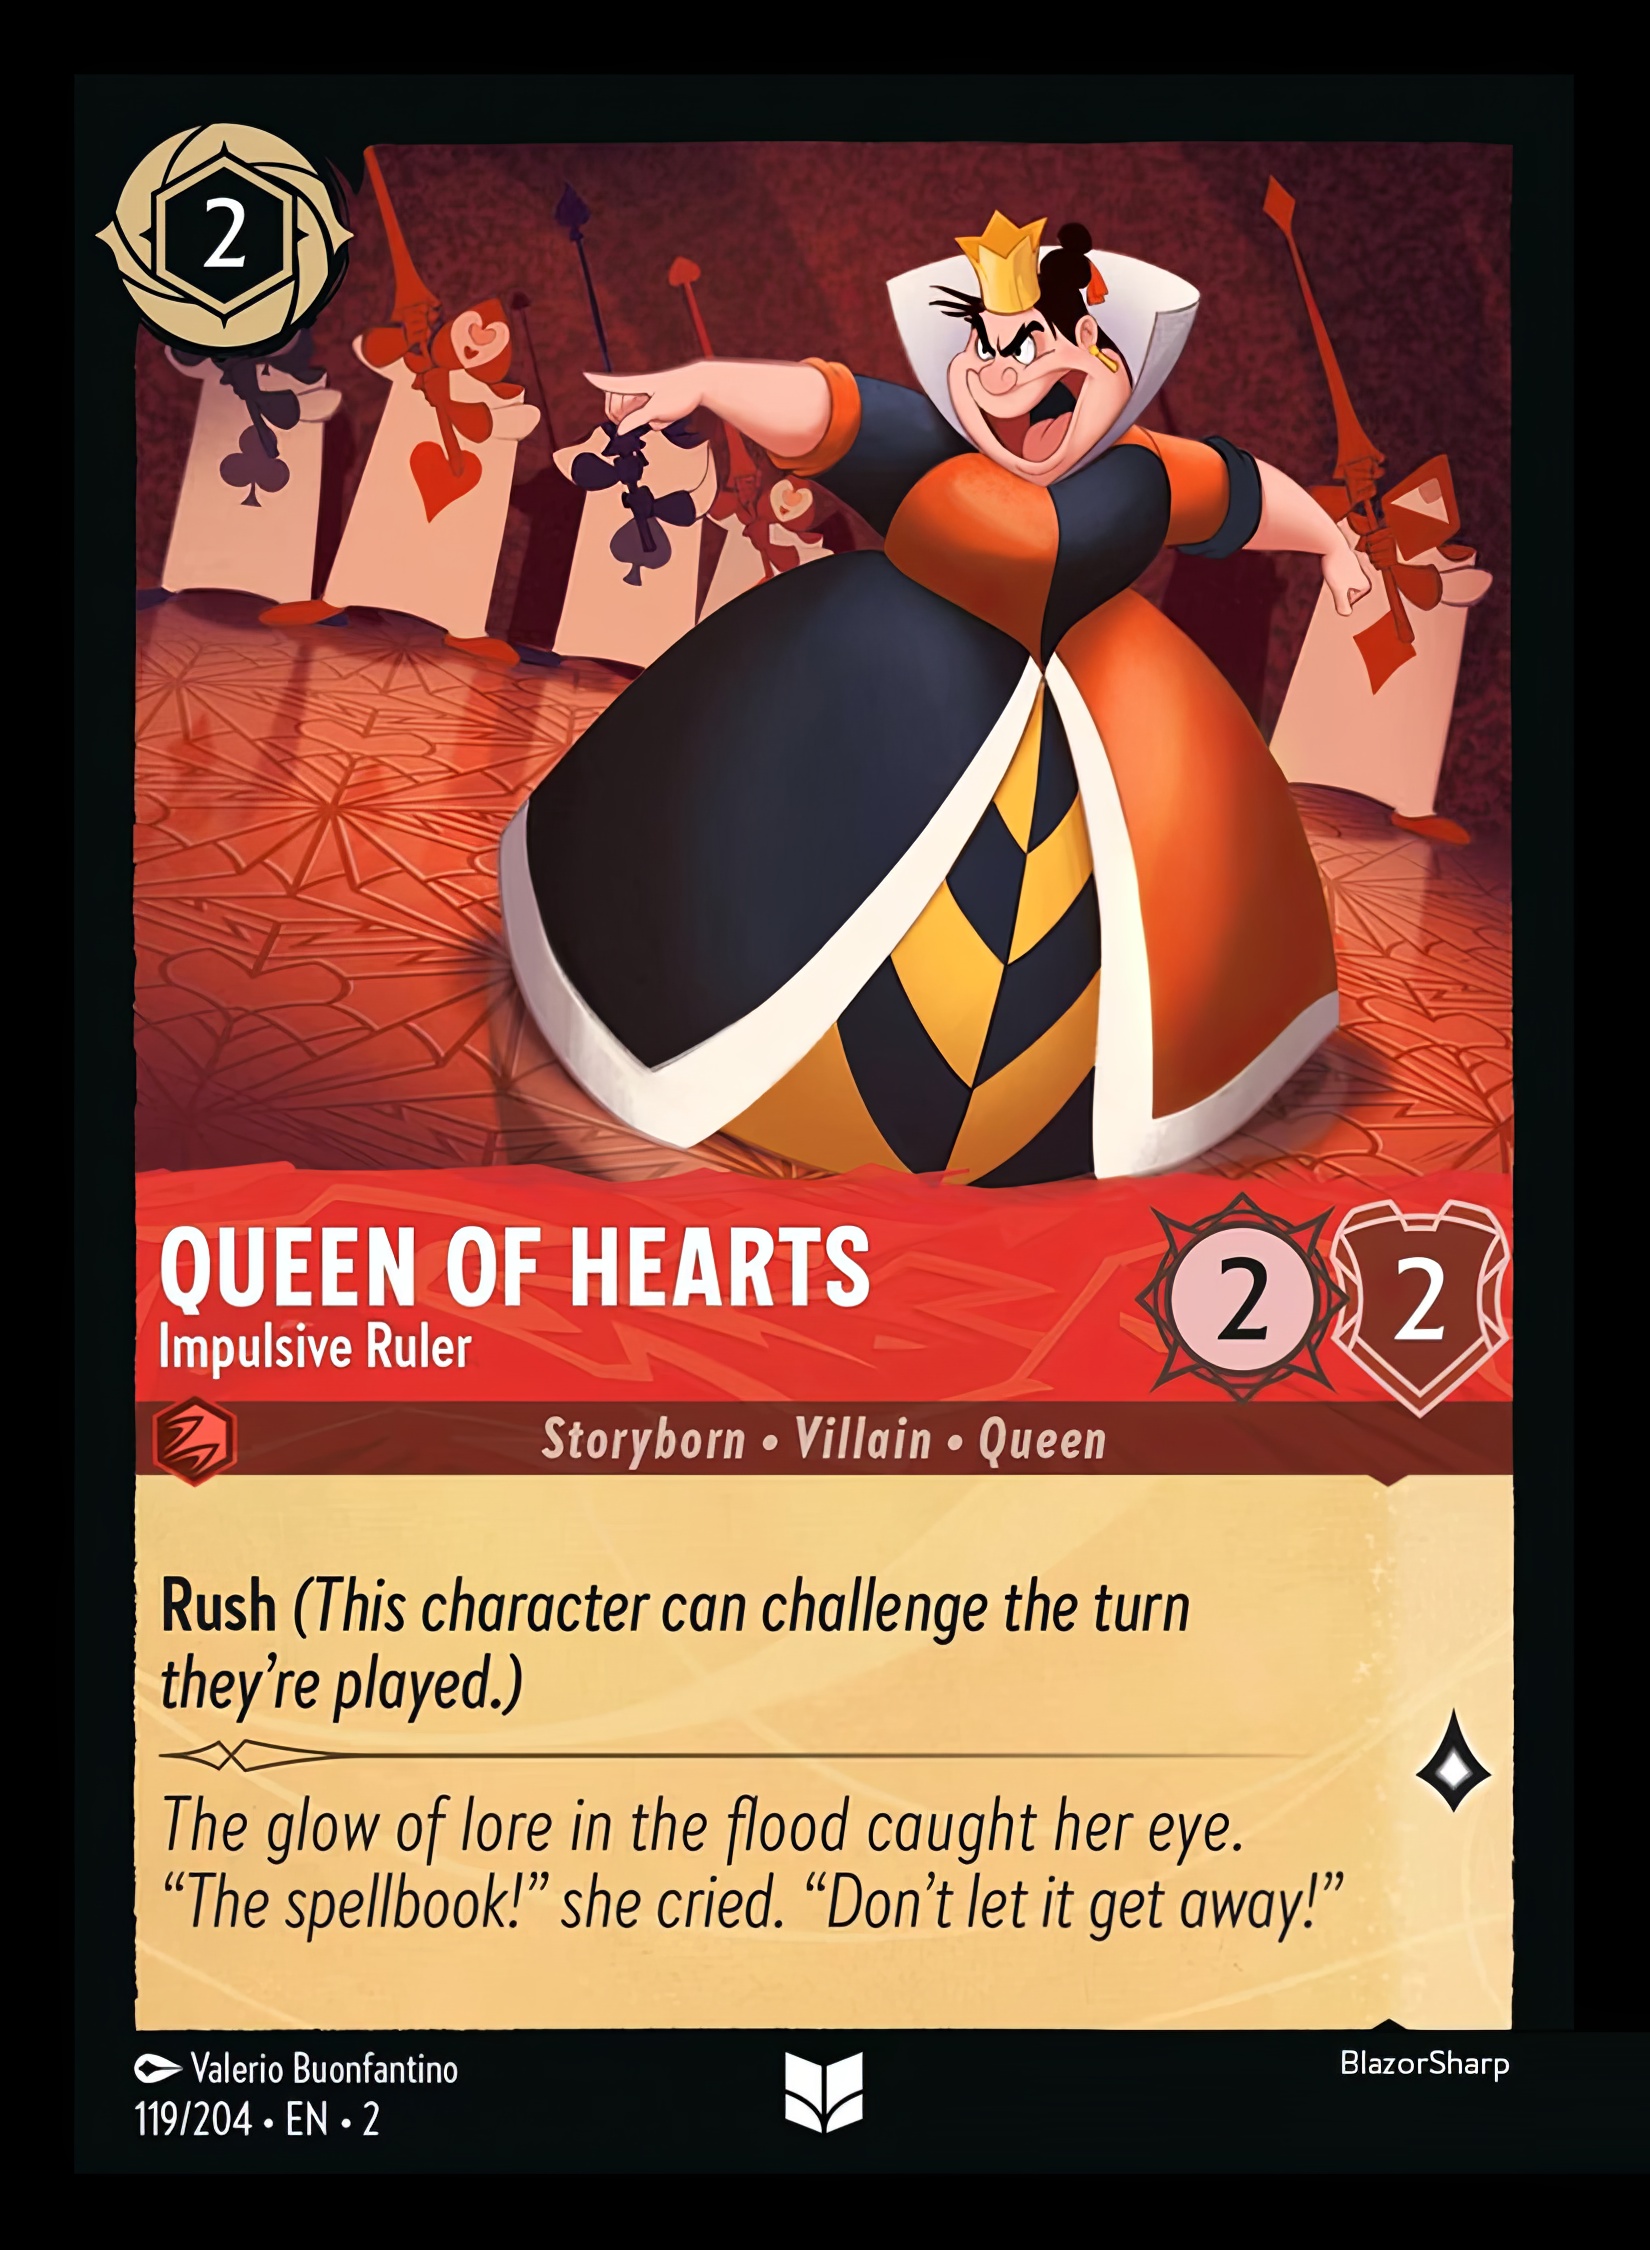 2
QUEEN OF HEARTS
Impulsive Ruler
2 2
Storyborn • Villain • Queen
Rush (This character can challenge the turn
they’re played.)
The glow of lore in the flood caught her eye.
“The spellbook!” she cried. “Don’t let it get away!”
Valerio Buonfantino
BlazorSharp
119/204 • EN • 2